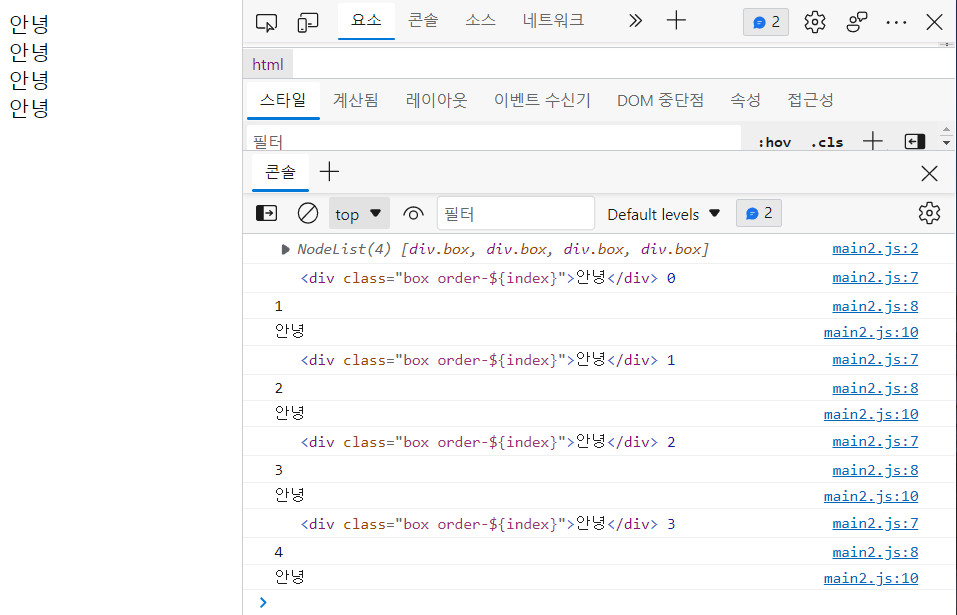 안녕
안녕
안녕
안녕
요소 콘솔 소스 네트워크 2
html
스타일 계산됨 레이아웃 이벤트 수신기 DOM 중단점 속성 접근성
필터 :hov .cls
콘솔
top 필터 Default levels 2
NodeList(4) [div.box, div.box, div.box, div.box] main2.js:2
<div class="box order-${index}">안녕</div> 0 main2.js:7
1 main2.js:8
안녕 main2.js:10
<div class="box order-${index}">안녕</div> 1 main2.js:7
2 main2.js:8
안녕 main2.js:10
<div class="box order-${index}">안녕</div> 2 main2.js:7
3 main2.js:8
안녕 main2.js:10
<div class="box order-${index}">안녕</div> 3 main2.js:7
4 main2.js:8
안녕 main2.js:10